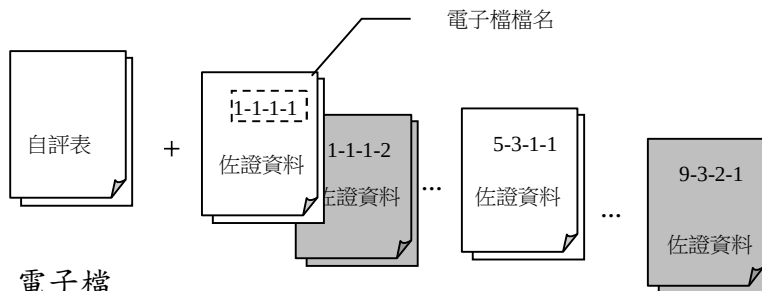 電子檔檔名
自評表
+
1-1-1-1
佐證資料
1-1-1-2
佐證資料
...
5-3-1-1
佐證資料
...
9-3-2-1
佐證資料
電子檔